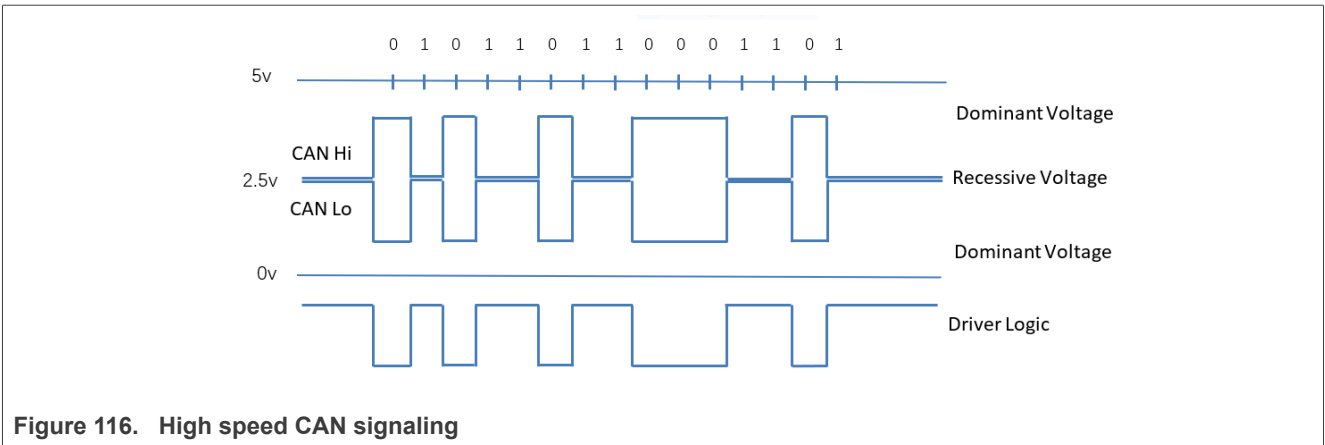 0 1 0 1 1 0 1 1 0 0 0 1 1 0 1
5v
Dominant Voltage
CAN Hi
2.5v
Recessive Voltage
CAN Lo
Dominant Voltage
0v
Driver Logic
Figure 116. High speed CAN signaling